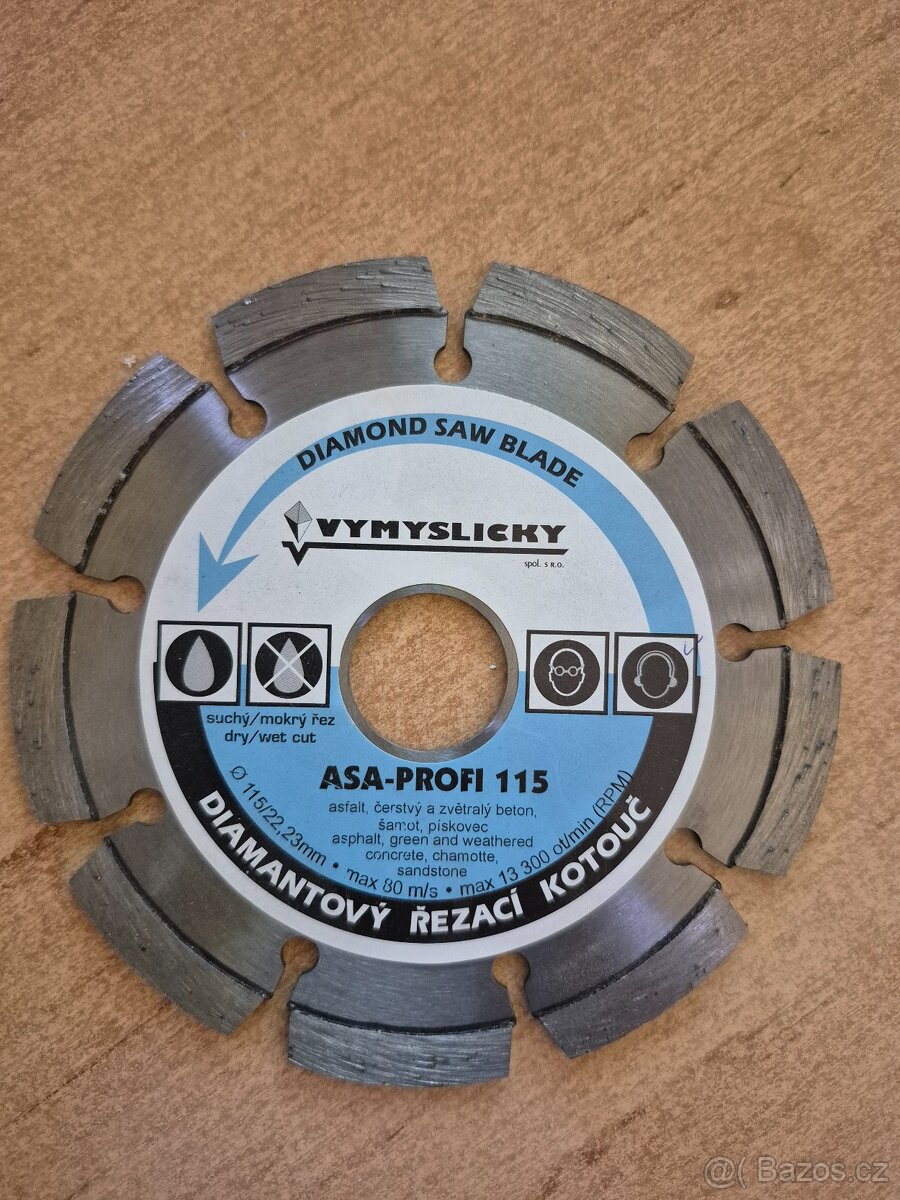 DIAMOND SAW BLADE
VYMYSLICKY
spol. s R.O.
suchý/mokrý řez
dry/wet cut
ASA-PROFI 115
asfalt, čerstvý a zvětralý beton,
šamot, pískovec
asphalt, green and weathered
concrete, chamotte,
sandstone
Ø 115/22,23mm • max 80 m/s • max 13 300 ot/min (RPM)
DIAMANTOVÝ ŘEZACÍ KOTOUČ
@( Bazos.cz